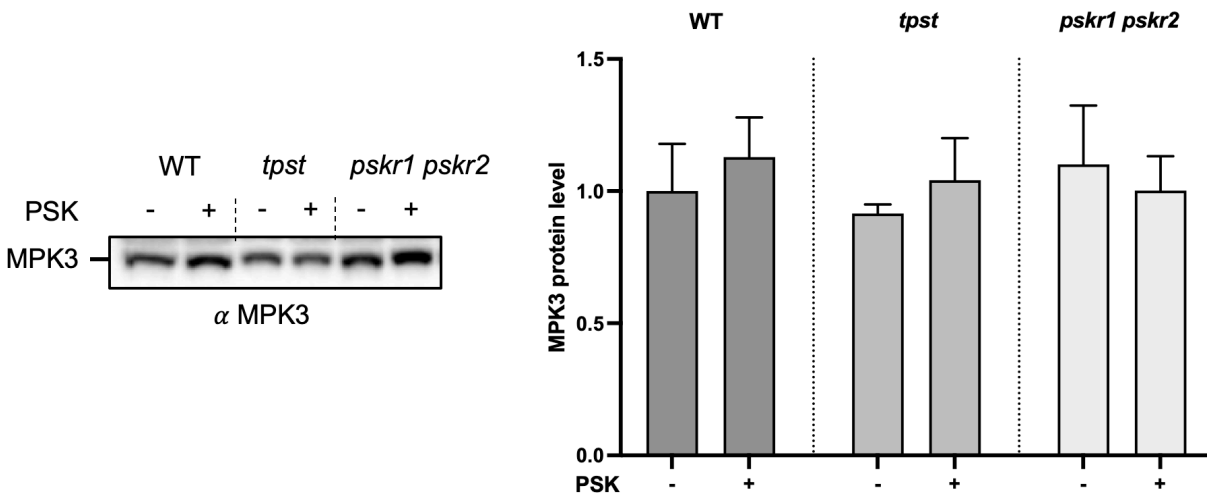 WT tpst pskr1 pskr2
PSK - + - + - +
MPK3
α MPK3
WT tpst pskr1 pskr2
MPK3 protein level
1.5
1.0
0.5
0.0
PSK - + - + - +